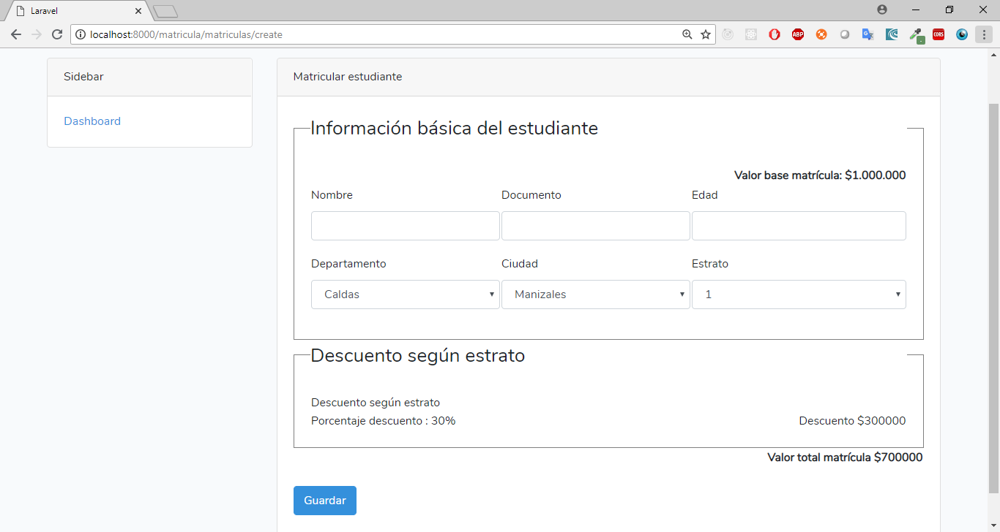 Laravel
localhost:8000/matricula/matriculas/create
ABP
CORS
Sidebar
Dashboard
Matricular estudiante
Información básica del estudiante
Valor base matrícula: $1.000.000
Nombre Documento Edad
Departamento Ciudad Estrato
Caldas Manizales 1
Descuento según estrato
Descuento según estrato
Porcentaje descuento : 30% Descuento $300000
Valor total matrícula $700000
Guardar